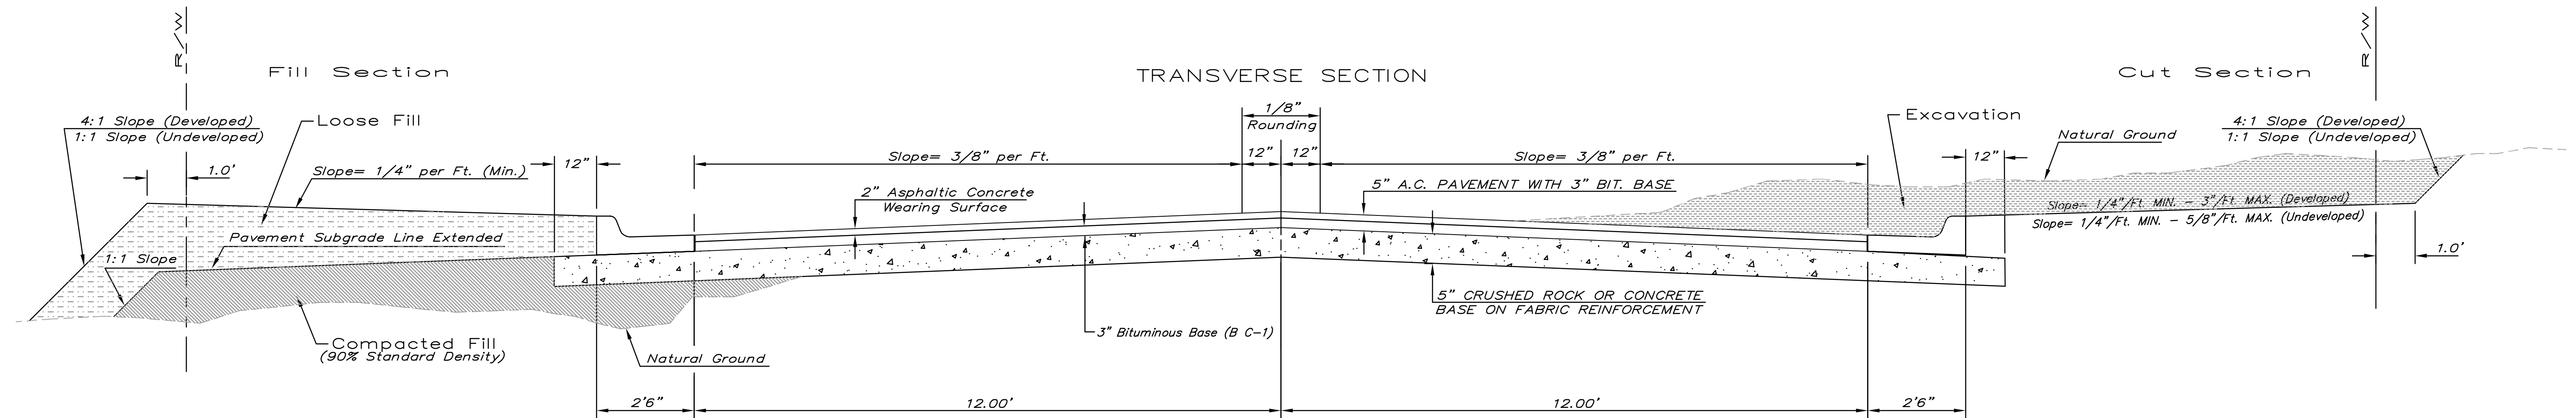 R/W
R/W
Fill Section
TRANSVERSE SECTION
Cut Section
4:1 Slope (Developed)
1:1 Slope (Undeveloped)
Loose Fill
1/8"
Rounding
Excavation
Natural Ground
4:1 Slope (Developed)
1:1 Slope (Undeveloped)
1.0'
Slope= 1/4" per Ft. (Min.)
12"
Slope= 3/8" per Ft.
12"
12"
Slope= 3/8" per Ft.
12"
2" Asphaltic Concrete
Wearing Surface
5" A.C. PAVEMENT WITH 3" BIT. BASE
Slope= 1/4"/Ft. MIN. - 3"/Ft. MAX. (Developed)
Slope= 1/4"/Ft. MIN. - 5/8"/Ft. MAX. (Undeveloped)
Pavement Subgrade Line Extended
1:1 Slope
1.0'
5" CRUSHED ROCK OR CONCRETE
BASE ON FABRIC REINFORCEMENT
3" Bituminous Base (B C-1)
Compacted Fill
(90% Standard Density)
Natural Ground
2'6"
12.00'
12.00'
2'6"